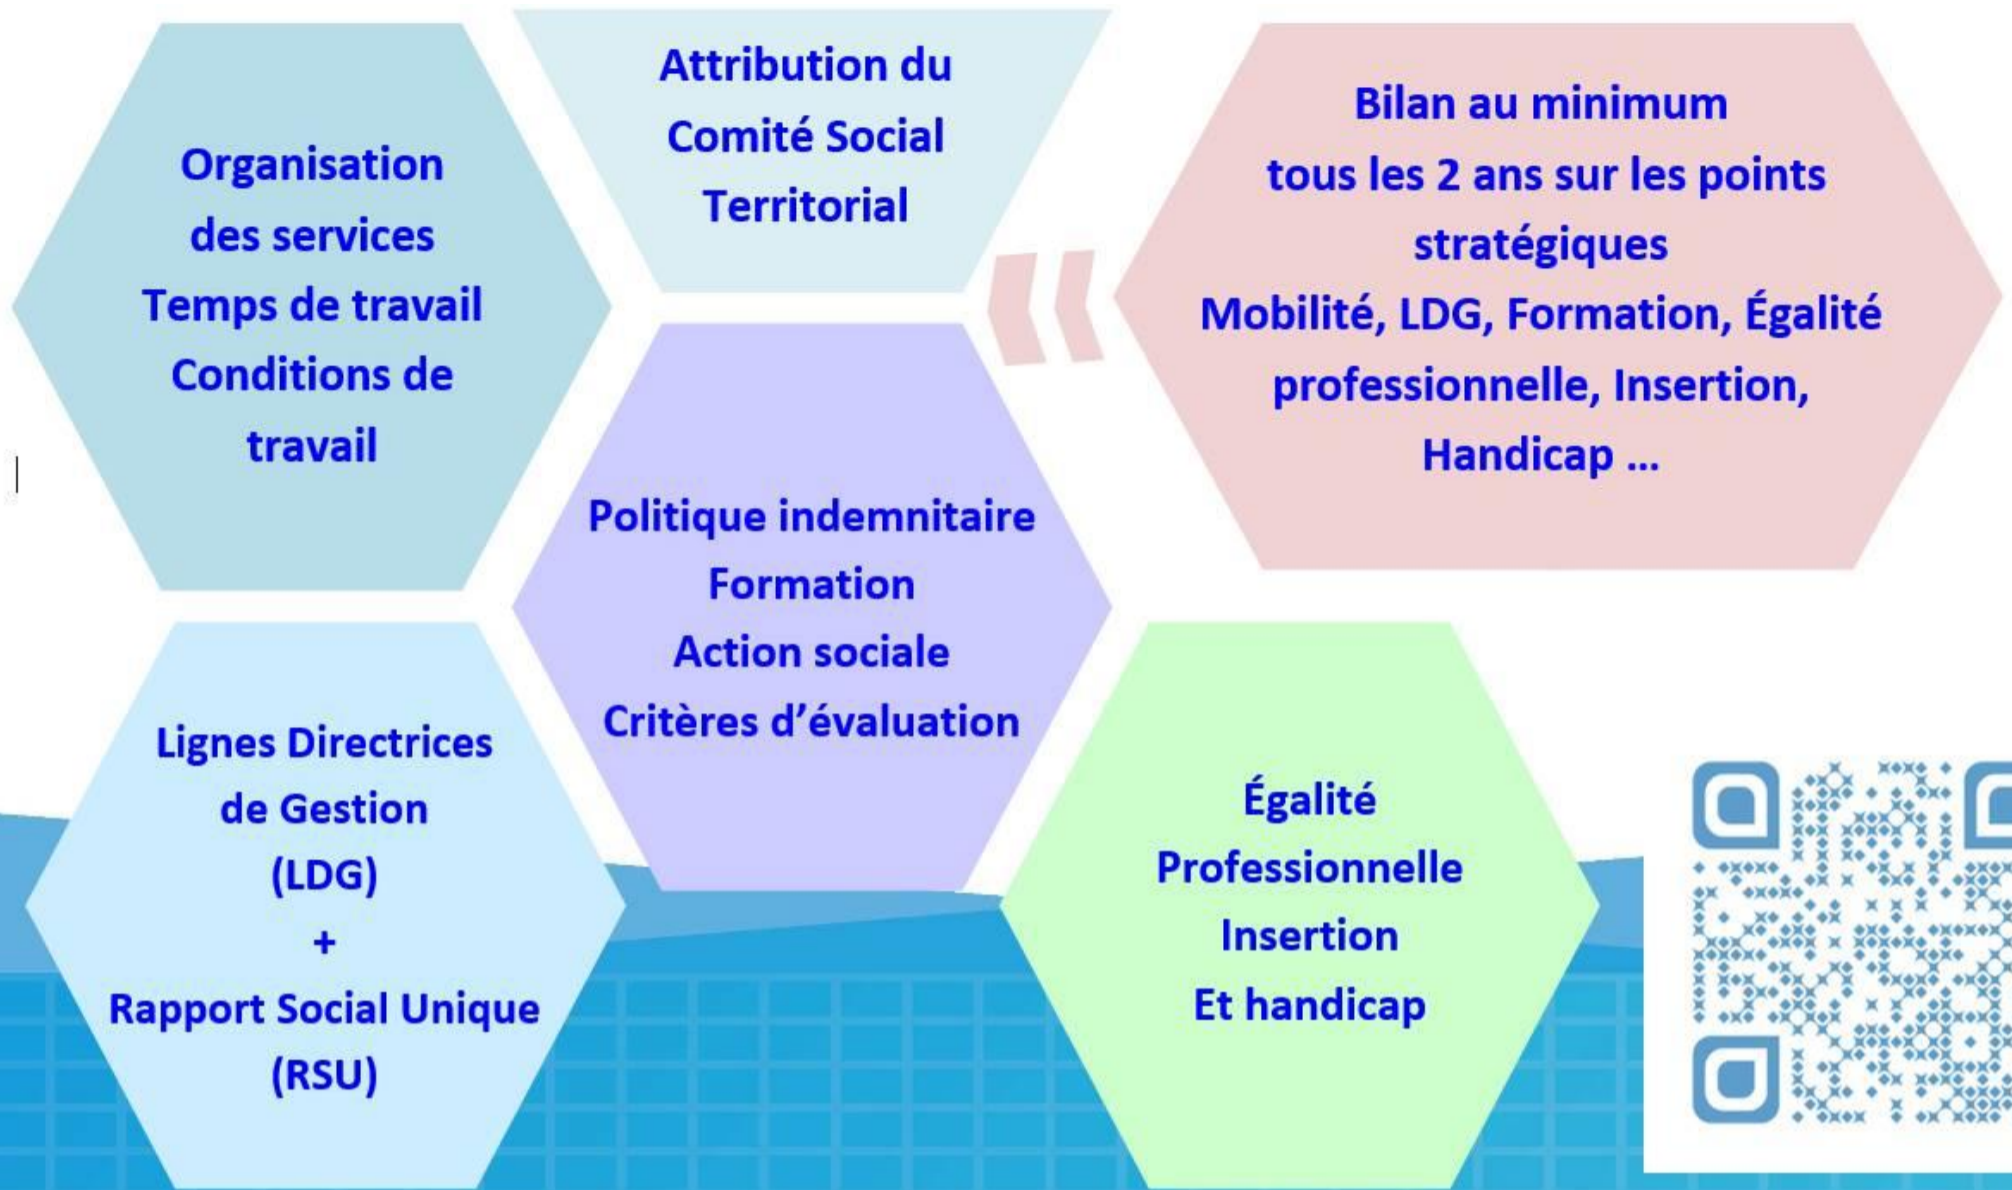 Attribution du
Comité Social
Territorial
Organisation
des services
Temps de travail
Conditions de
travail
Bilan au minimum
tous les 2 ans sur les points
stratégiques
Mobilité, LDG, Formation, Égalité
professionnelle, Insertion,
Handicap ...
Politique indemnitaire
Formation
Action sociale
Critères d’évaluation
Lignes Directrices
de Gestion
(LDG)
+
Rapport Social Unique
(RSU)
Égalité
Professionnelle
Insertion
Et handicap